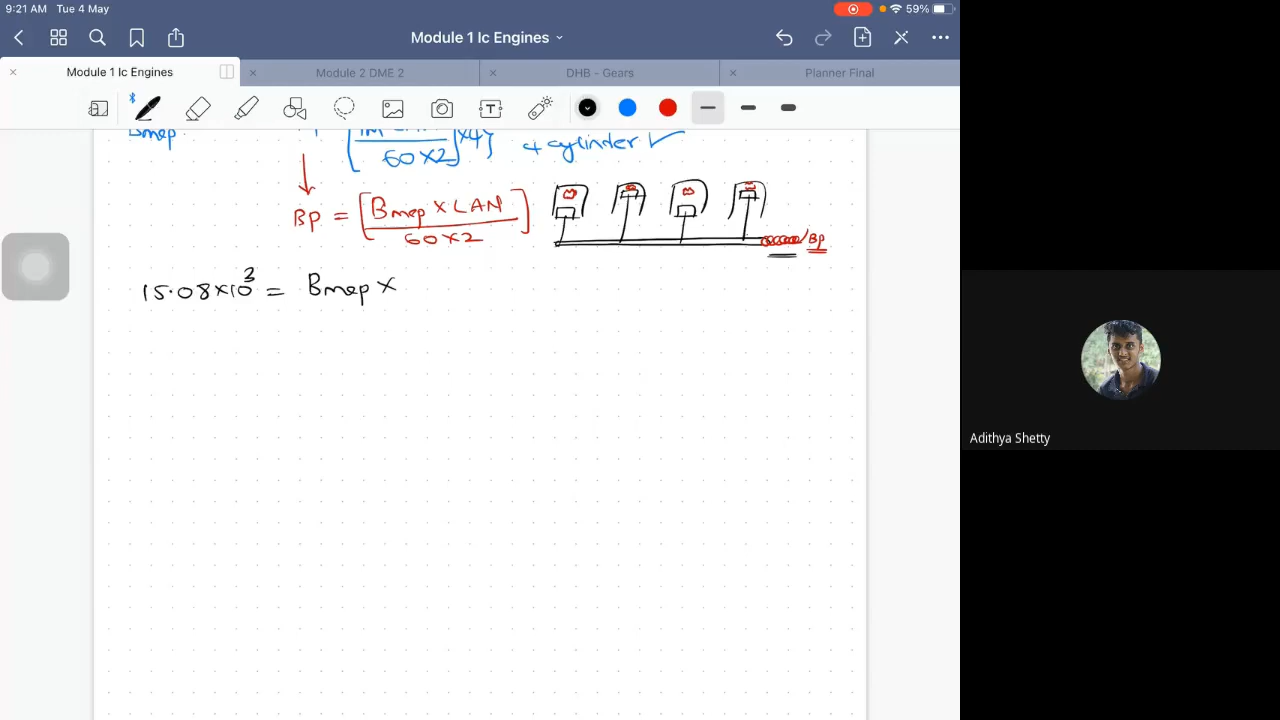 9:21 AM Tue 4 May
59%
Module 1 Ic Engines
Module 1 Ic Engines
Module 2 DME 2
DHB - Gears
Planner Final
Bmep
60×2 ×4 4 cylinder
Bp = [Bmep × LAN / 60×2]
Bp
15.08×10³ = Bmep ×
Adithya Shetty